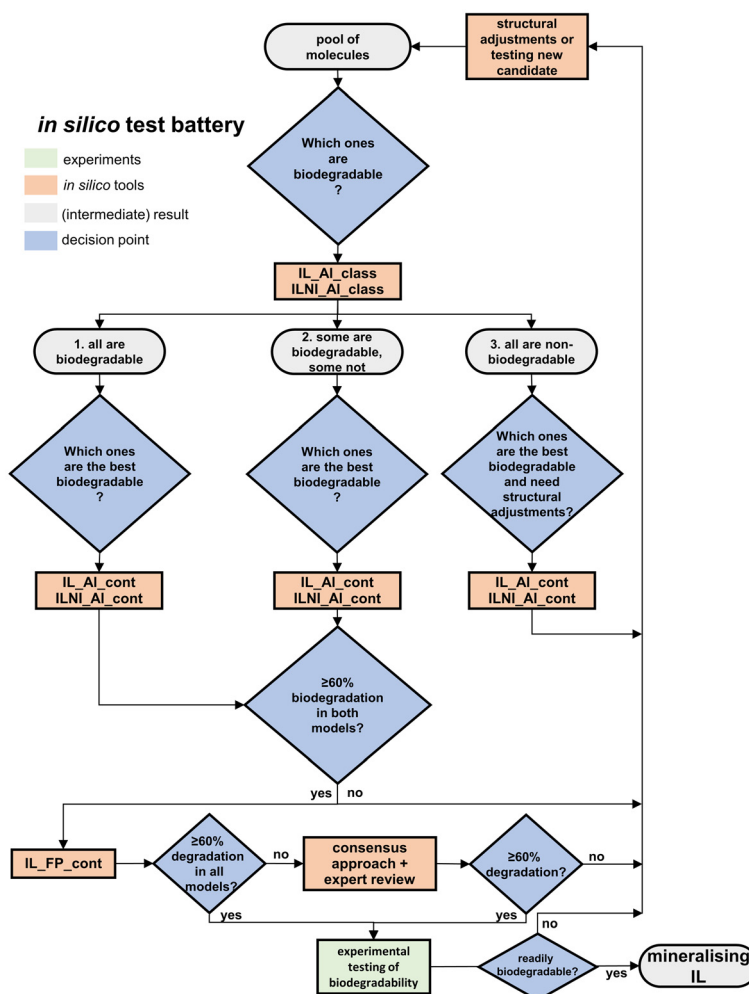 structural
adjustments or
testing new
candidate
pool of
molecules
in silico test battery
experiments
in silico tools
(intermediate) result
decision point
Which ones
are
biodegradable
?
IL_AI_class
ILNI_AI_class
1. all are
biodegradable
2. some are
biodegradable,
some not
3. all are non-
biodegradable
Which ones
are the best
biodegradable
?
Which ones
are the best
biodegradable
?
Which ones
are the best
biodegradable
and need
structural
adjustments?
IL_AI_cont
ILNI_AI_cont
IL_AI_cont
ILNI_AI_cont
IL_AI_cont
ILNI_AI_cont
≥60%
biodegradation
in both
models?
yes
no
IL_FP_cont
≥60%
degradation
in all
models?
no
consensus
approach +
expert review
≥60%
degradation?
no
yes
yes
no
experimental
testing of
biodegradability
readily
biodegradable?
yes
mineralising
IL